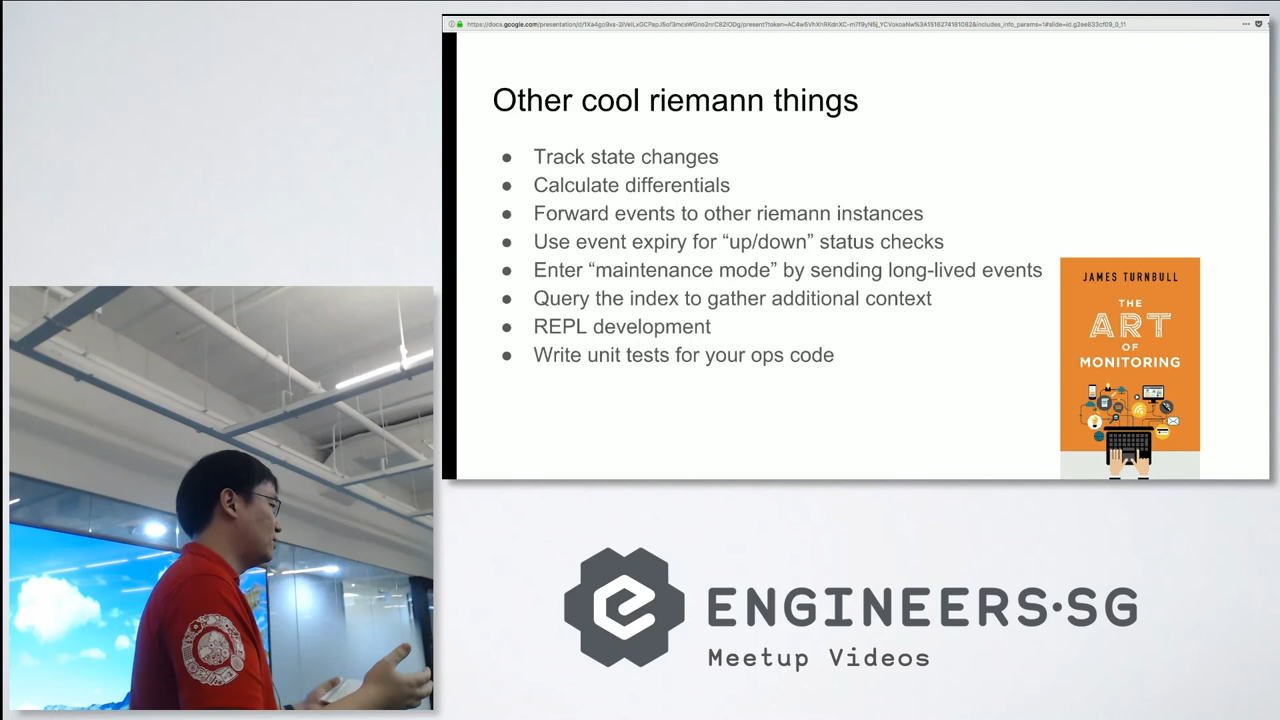 Other cool riemann things
● Track state changes
● Calculate differentials
● Forward events to other riemann instances
● Use event expiry for “up/down” status checks
● Enter “maintenance mode” by sending long-lived events
● Query the index to gather additional context
● REPL development
● Write unit tests for your ops code
JAMES TURNBULL
THE
ART
OF
MONITORING
ENGINEERS·SG
Meetup Videos